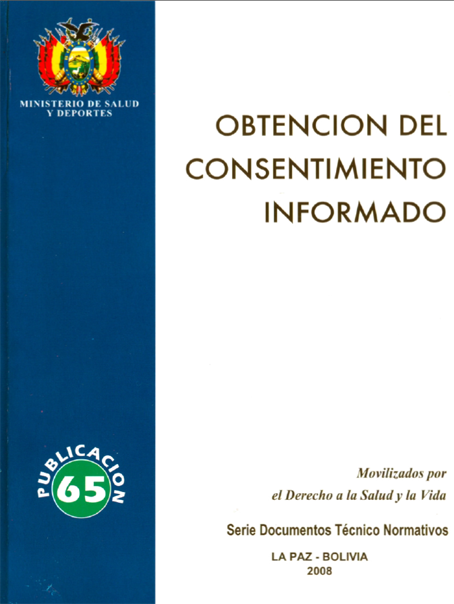 MINISTERIO DE SALUD
Y DEPORTES
OBTENCION DEL
CONSENTIMIENTO
INFORMADO
PUBLICACION
65
Movilizados por
el Derecho a la Salud y la Vida
Serie Documentos Técnico Normativos
LA PAZ - BOLIVIA
2008